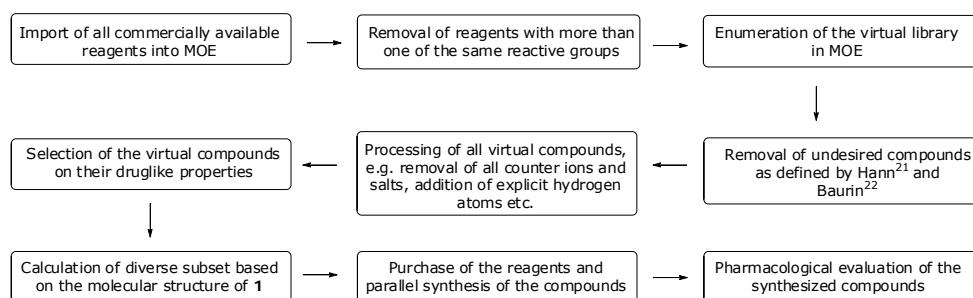 Import of all commercially available
reagents into MOE
Removal of reagents with more than
one of the same reactive groups
Enumeration of the virtual library
in MOE
Removal of undesired compounds
as defined by Hann21 and
Baurin22
Processing of all virtual compounds,
e.g. removal of all counter ions and
salts, addition of explicit hydrogen
atoms etc.
Selection of the virtual compounds
on their druglike properties
Calculation of diverse subset based
on the molecular structure of 1
Purchase of the reagents and
parallel synthesis of the compounds
Pharmacological evaluation of the
synthesized compounds